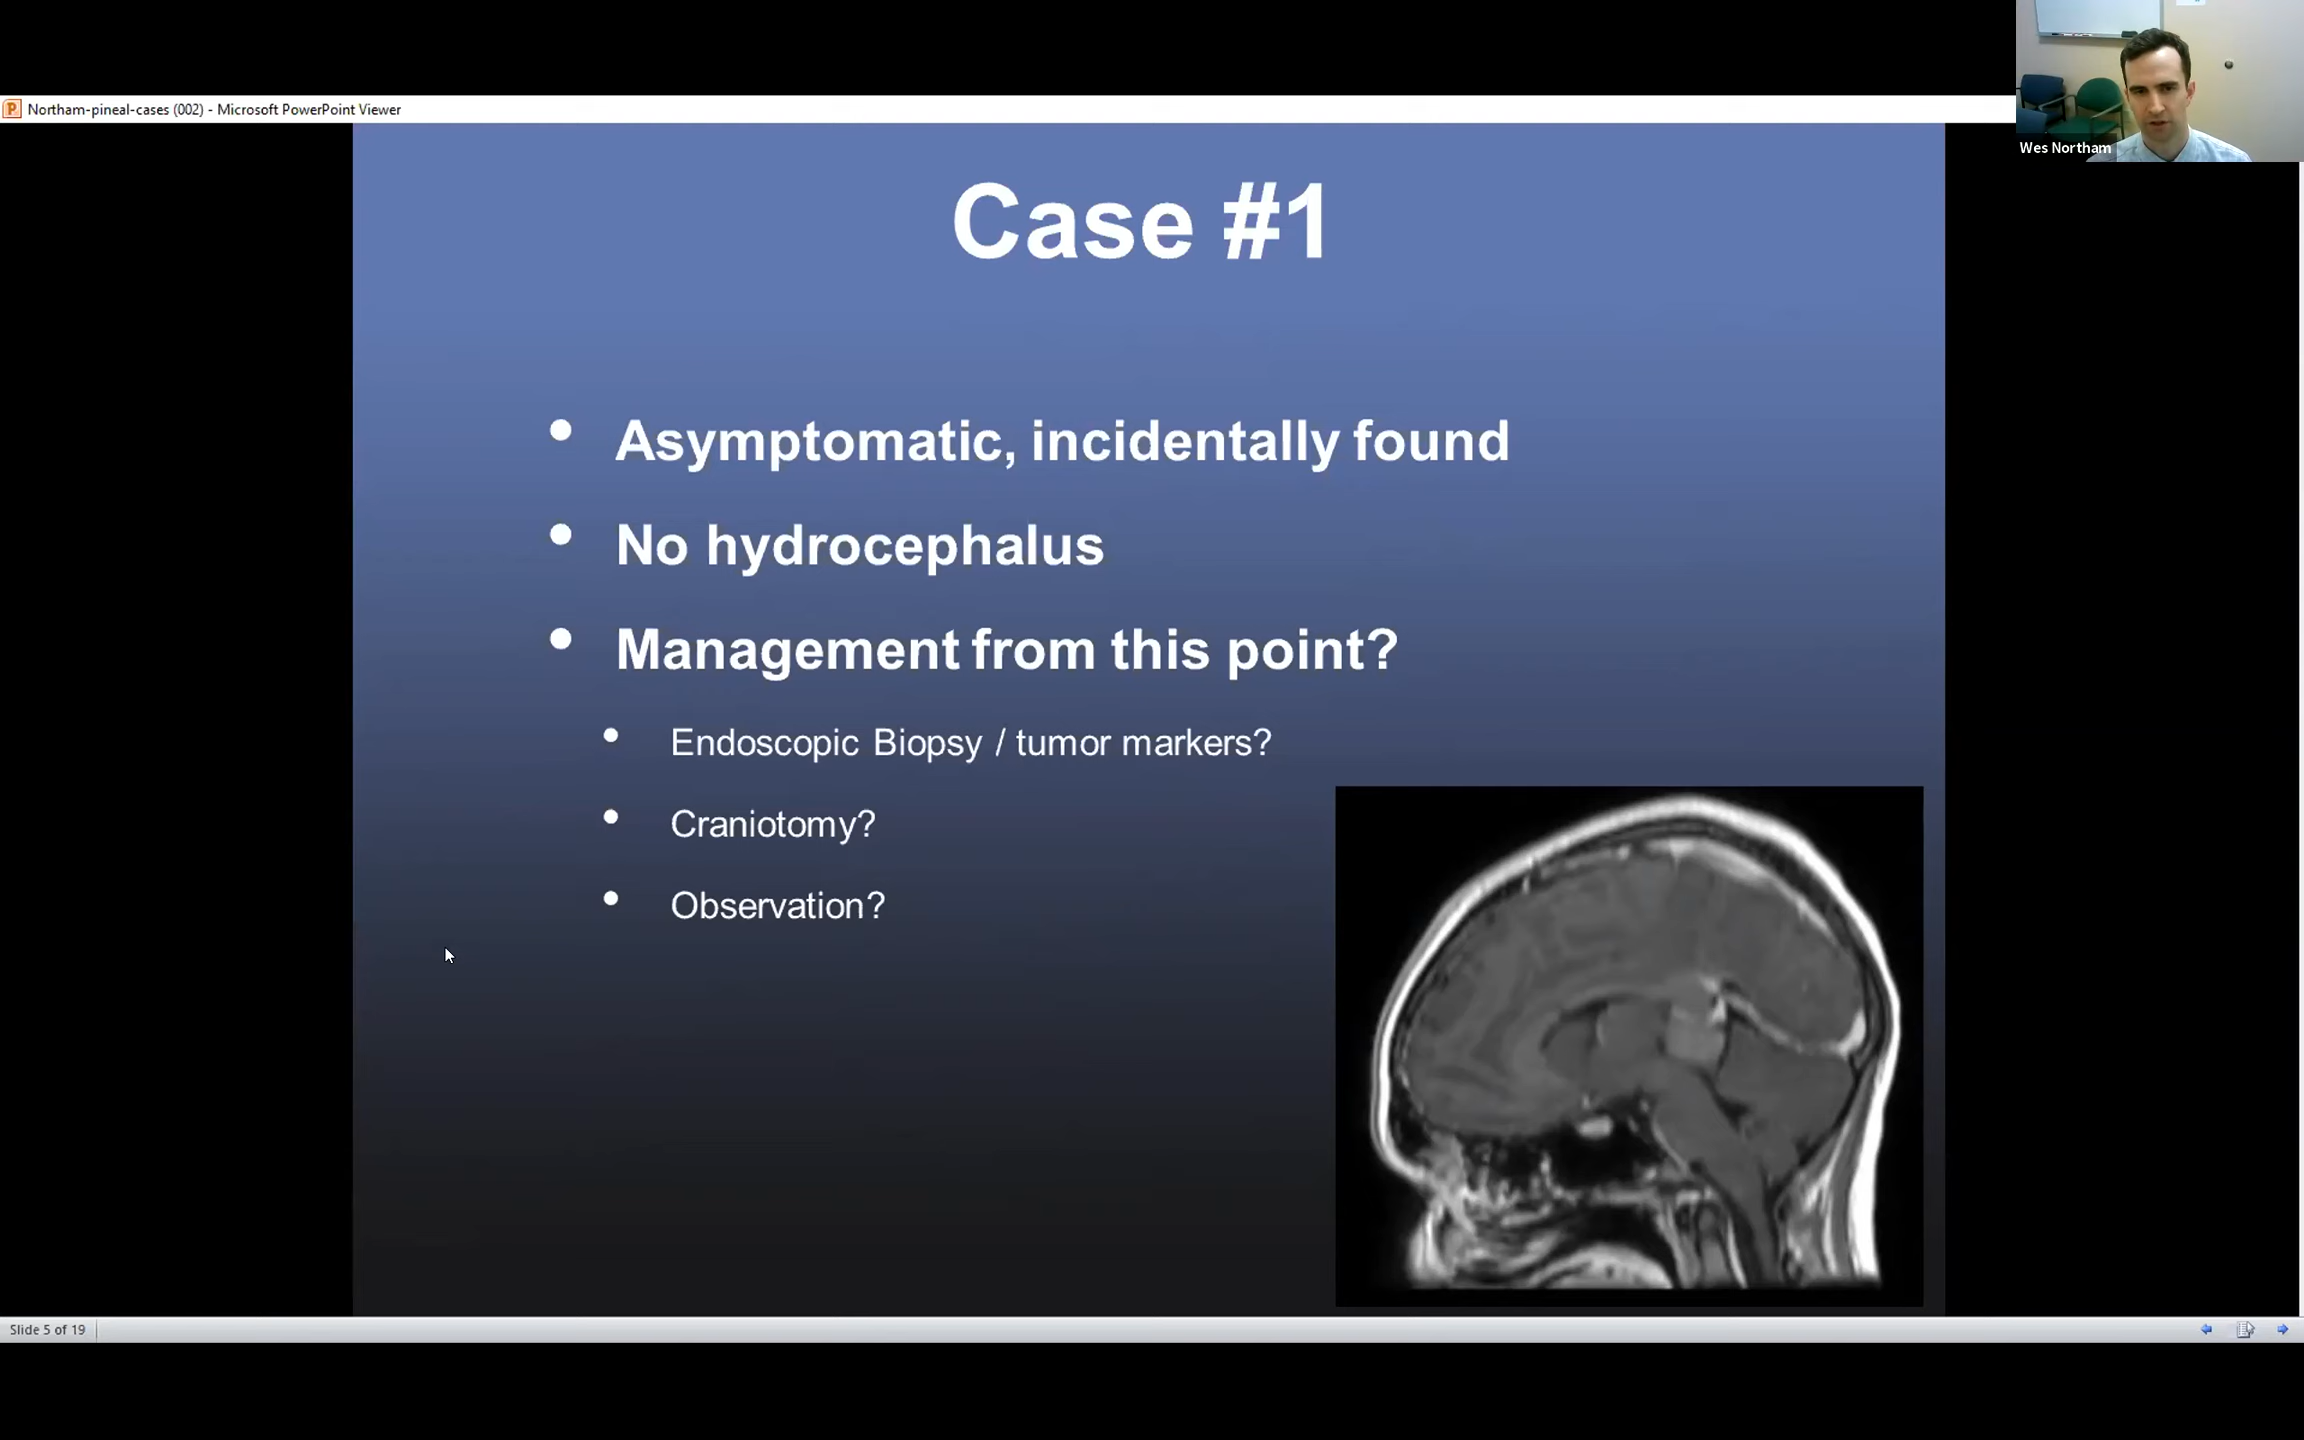 Northam-pineal-cases (002) - Microsoft PowerPoint Viewer
Wes Northam
Case #1
• Asymptomatic, incidentally found
• No hydrocephalus
• Management from this point?
• Endoscopic Biopsy / tumor markers?
• Craniotomy?
• Observation?
Slide 5 of 19